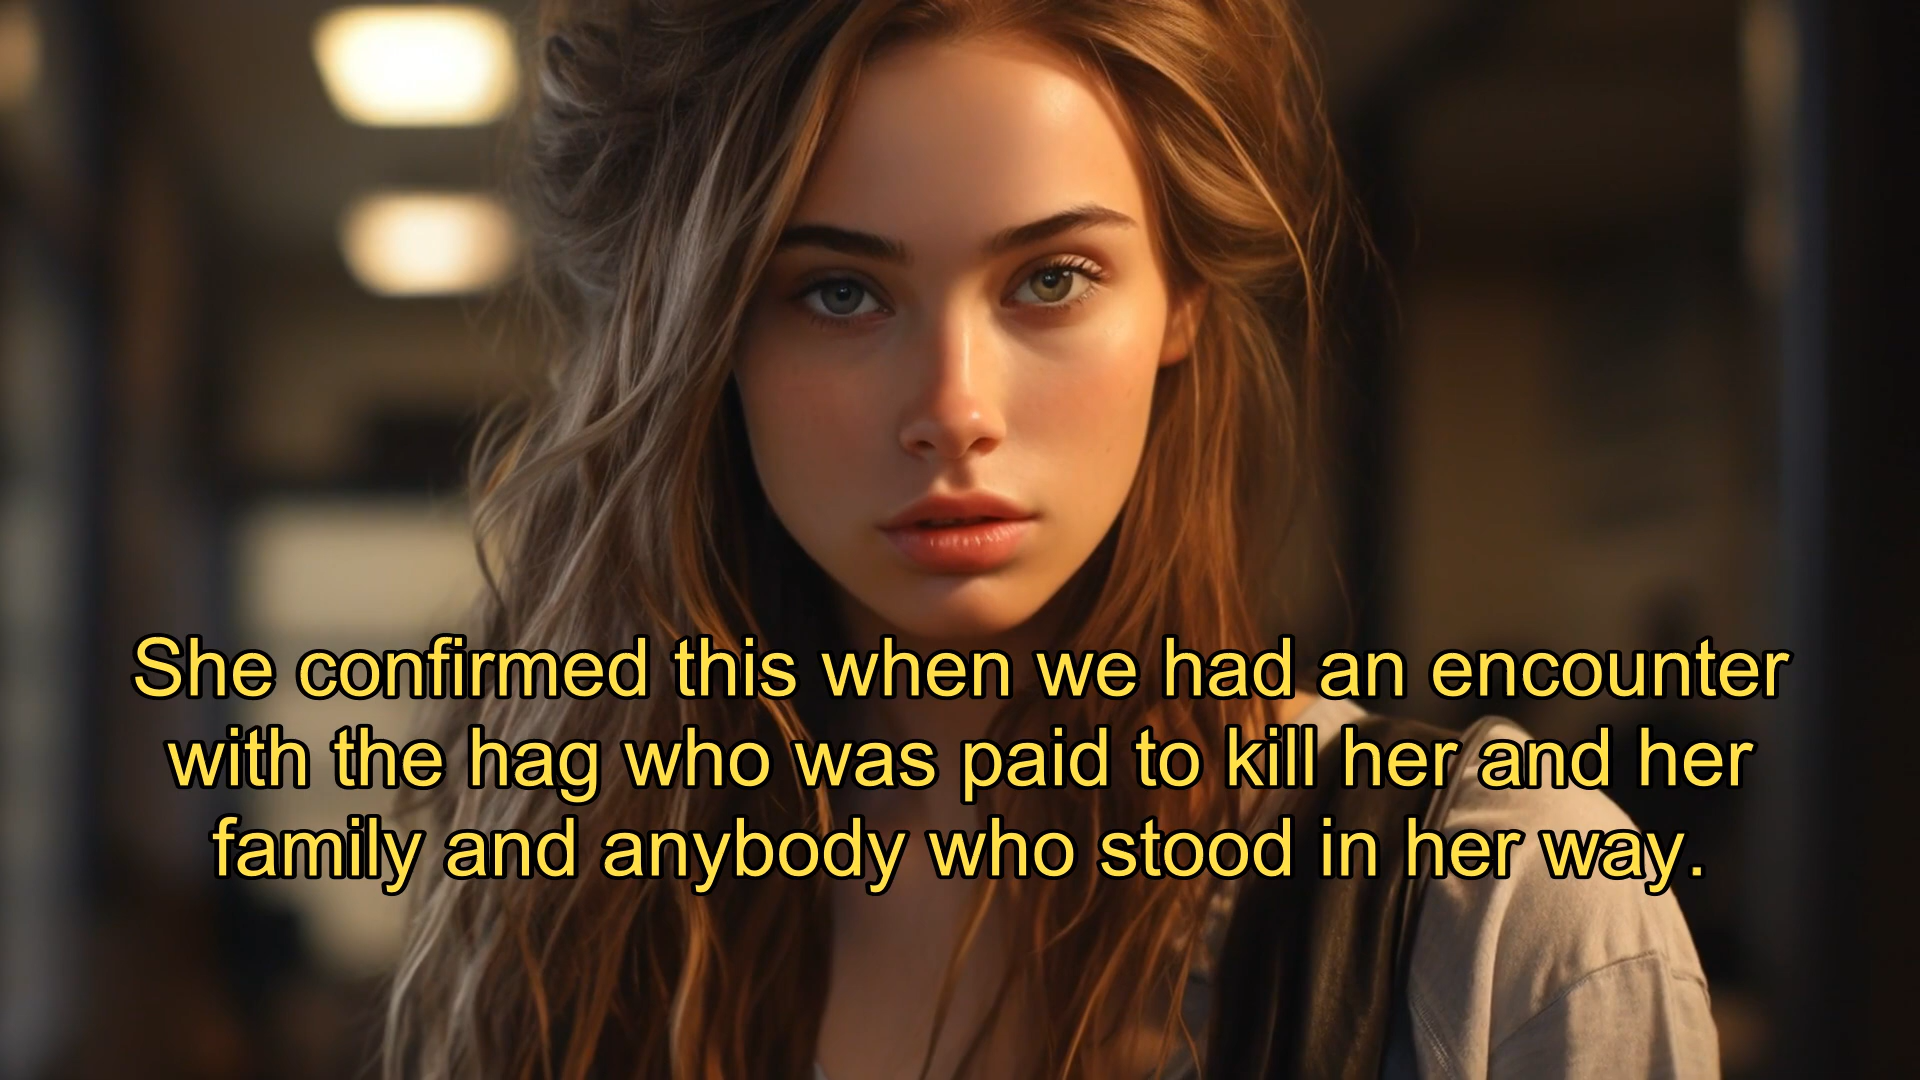 She confirmed this when we had an encounter
with the hag who was paid to kill her and her
family and anybody who stood in her way.